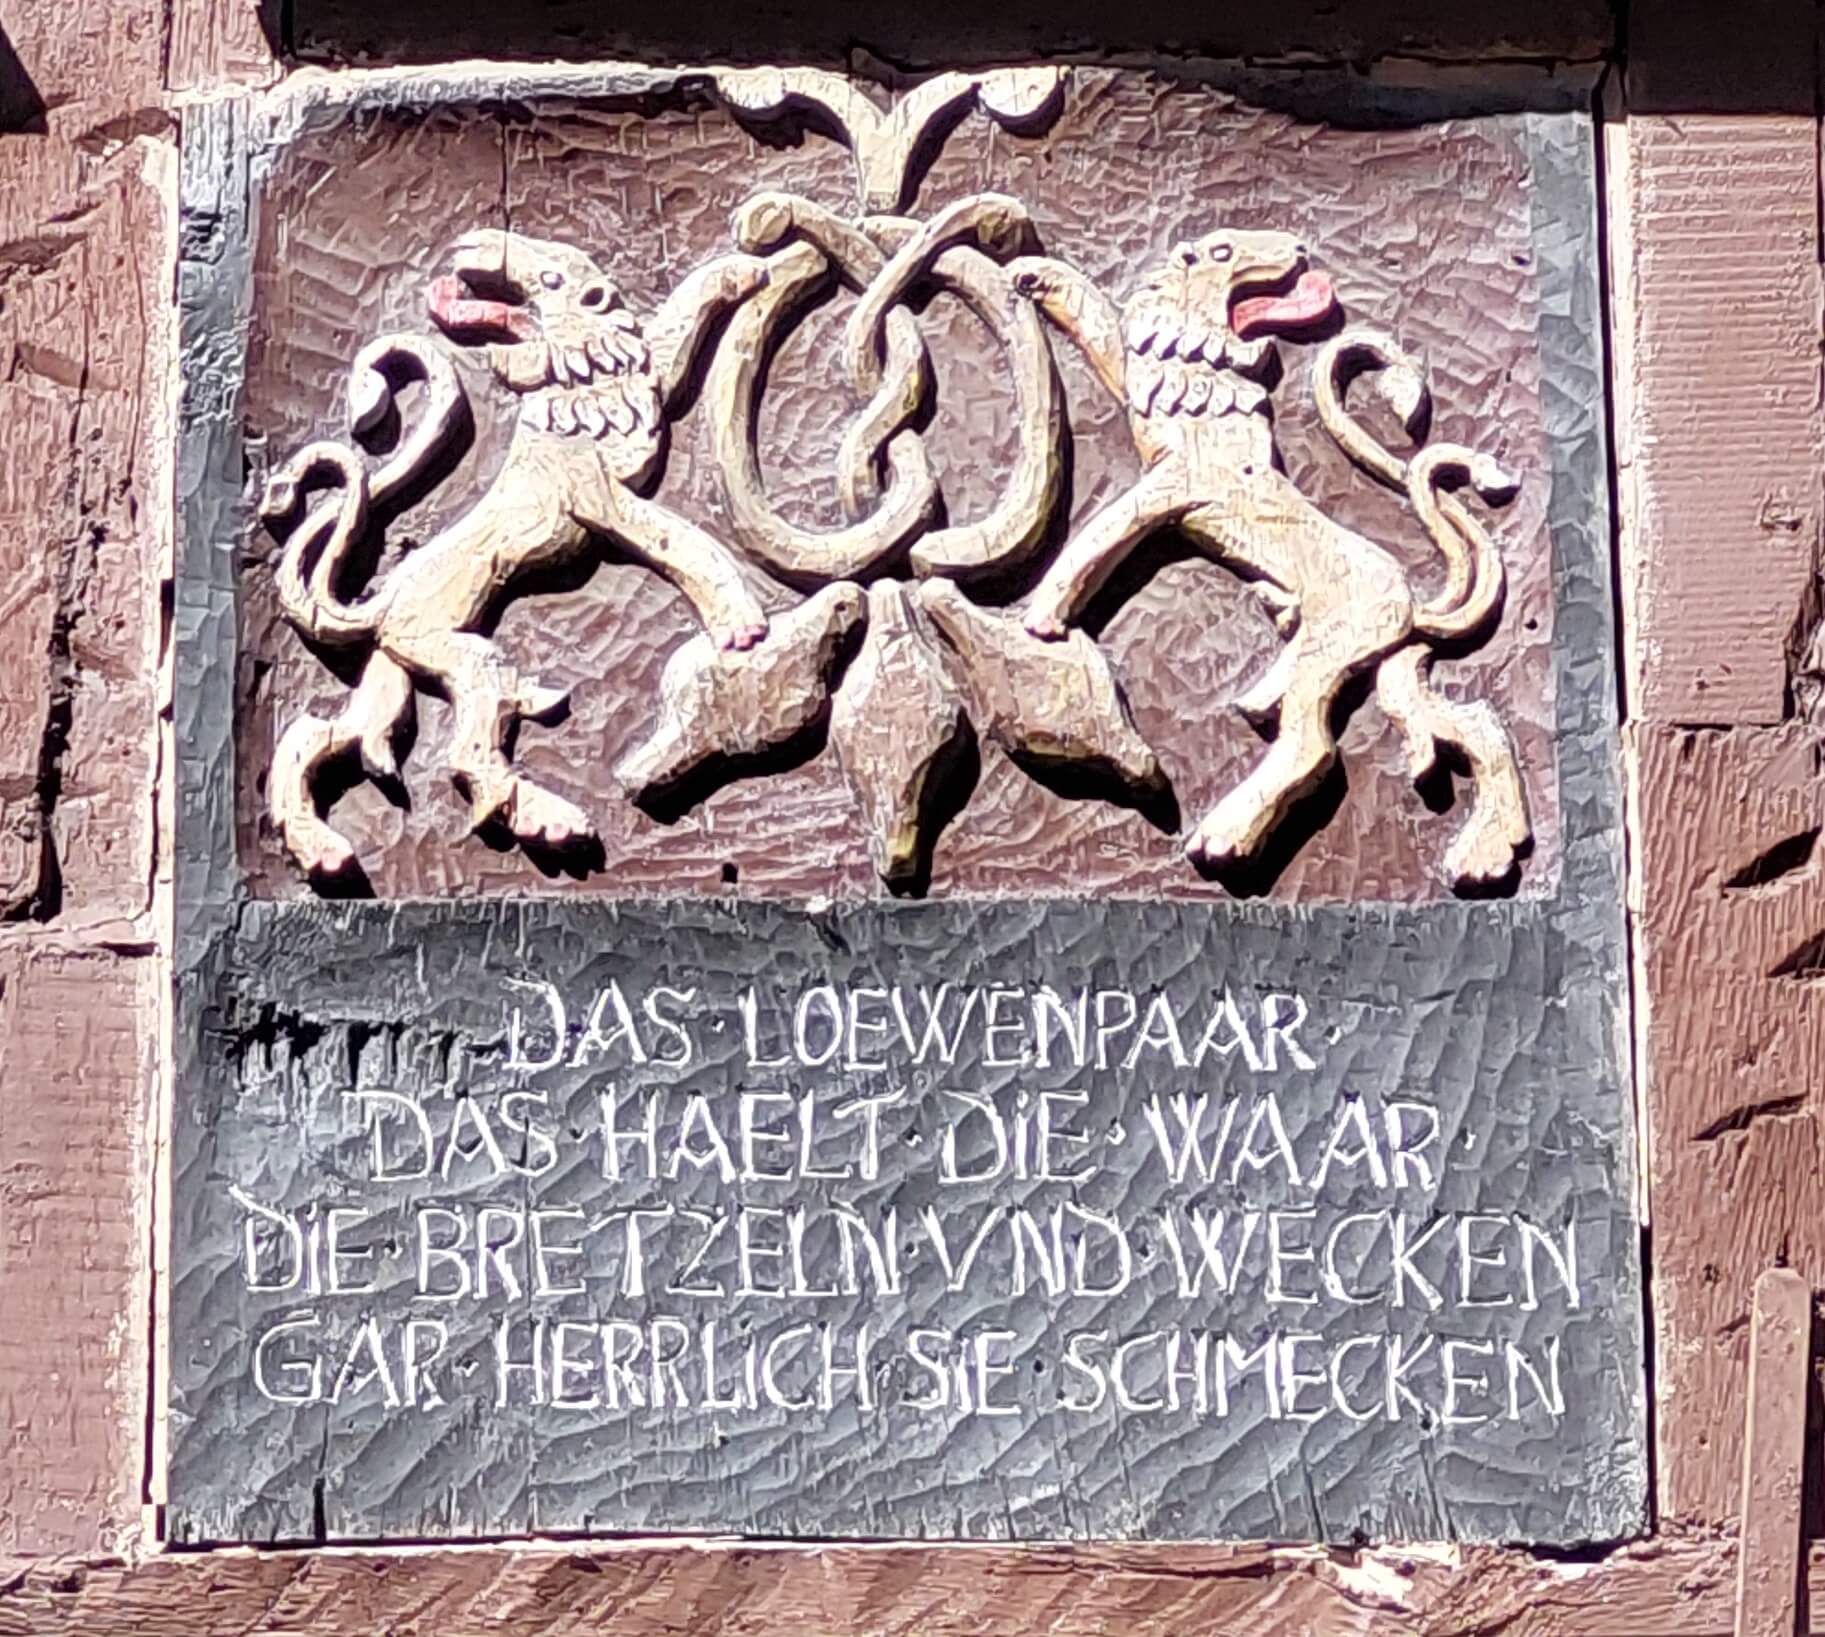 DAS·LOEWENPAAR·
DAS·HAELT·DiE·WAAR·
DiE·BRETZELN·VND·WECKEN
GAR·HERRLiCH·SiE·SCHMECKEN